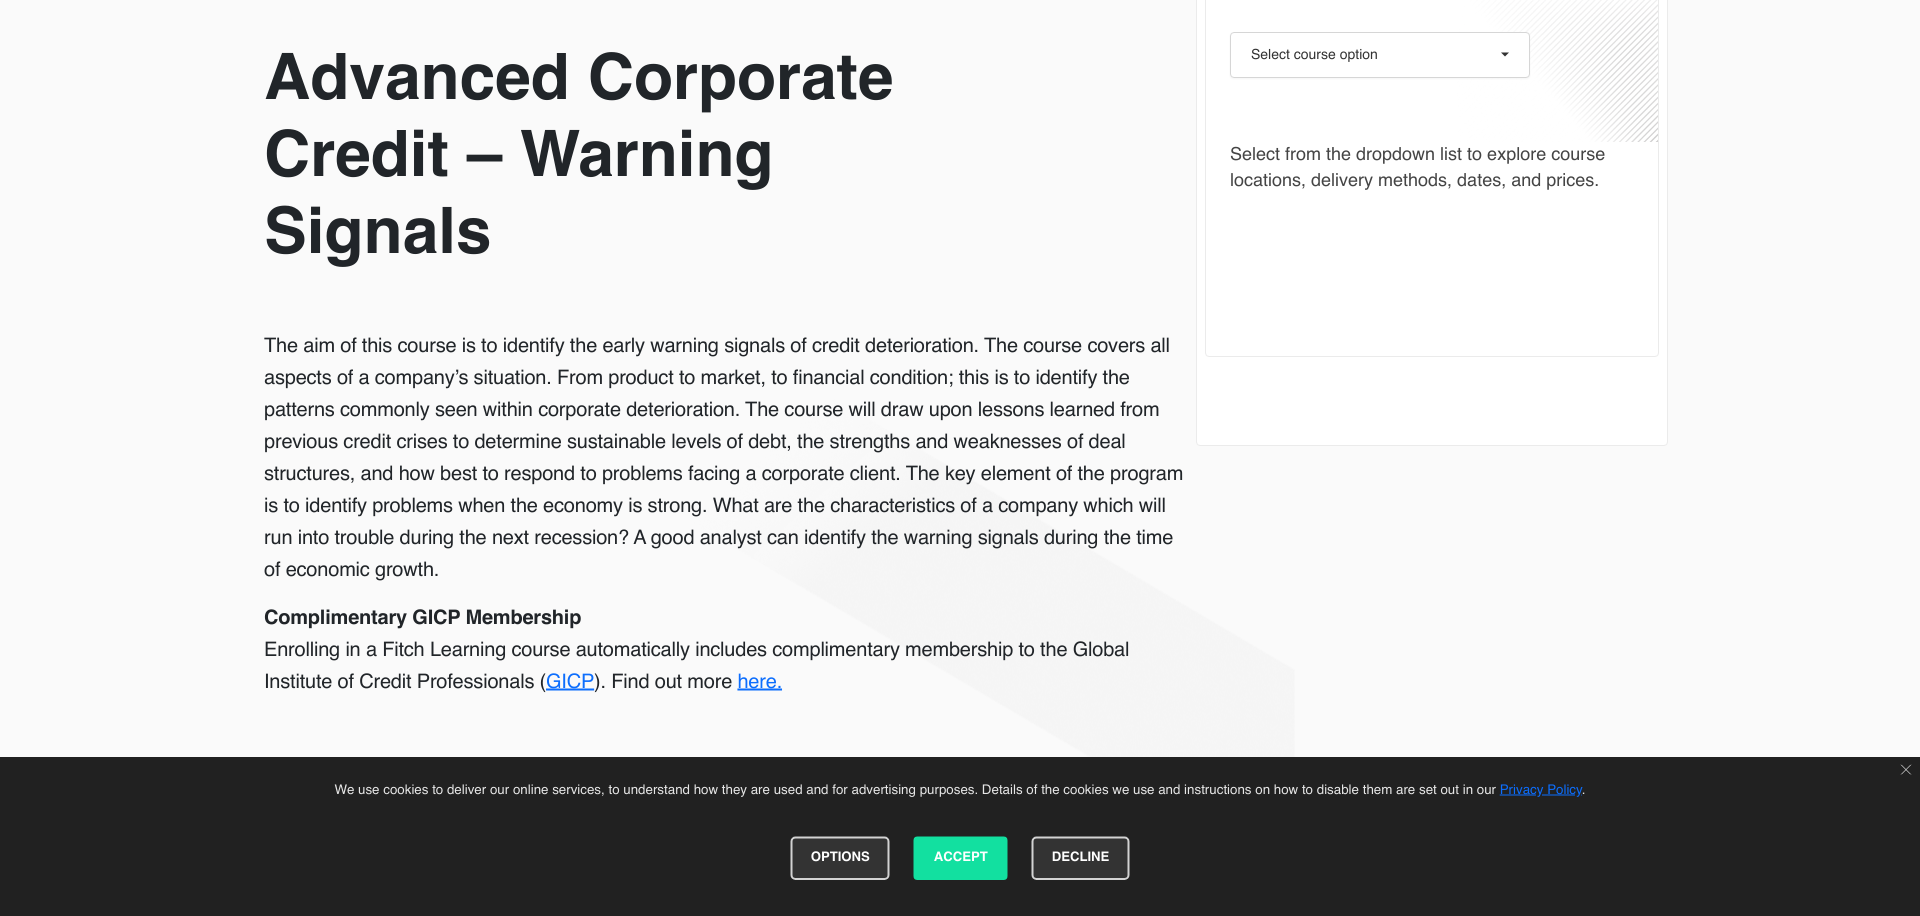 Advanced Corporate
Credit – Warning
Signals
The aim of this course is to identify the early warning signals of credit deterioration. The course covers all
aspects of a company’s situation. From product to market, to financial condition; this is to identify the
patterns commonly seen within corporate deterioration. The course will draw upon lessons learned from
previous credit crises to determine sustainable levels of debt, the strengths and weaknesses of deal
structures, and how best to respond to problems facing a corporate client. The key element of the program
is to identify problems when the economy is strong. What are the characteristics of a company which will
run into trouble during the next recession? A good analyst can identify the warning signals during the time
of economic growth.
Complimentary GICP Membership
Enrolling in a Fitch Learning course automatically includes complimentary membership to the Global
Institute of Credit Professionals (GICP). Find out more here.
Select course option
Select from the dropdown list to explore course
locations, delivery methods, dates, and prices.
We use cookies to deliver our online services, to understand how they are used and for advertising purposes. Details of the cookies we use and instructions on how to disable them are set out in our Privacy Policy.
OPTIONS
ACCEPT
DECLINE